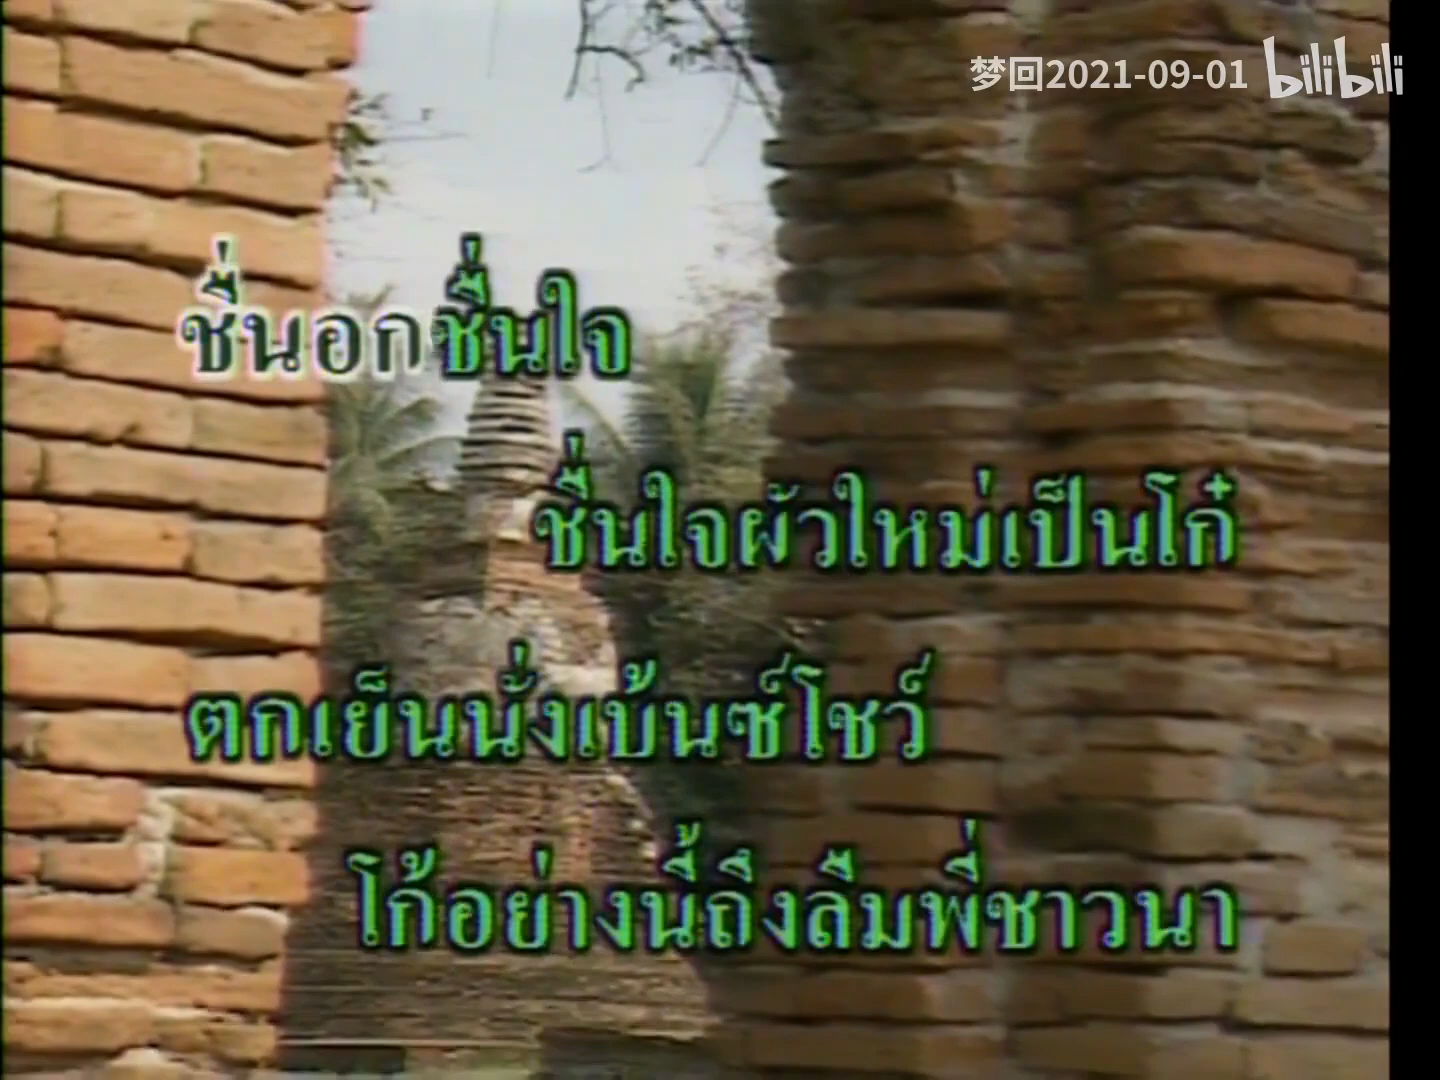 梦回2021-09-01 bilibili
ชื่นอกชื่นใจ
ชื่นใจผัวใหม่เป็นโก๋
ตกเย็นนั่งเบ้นซ์โชว์
โก้อย่างนี้ถึงลืมพี่ชาวนา